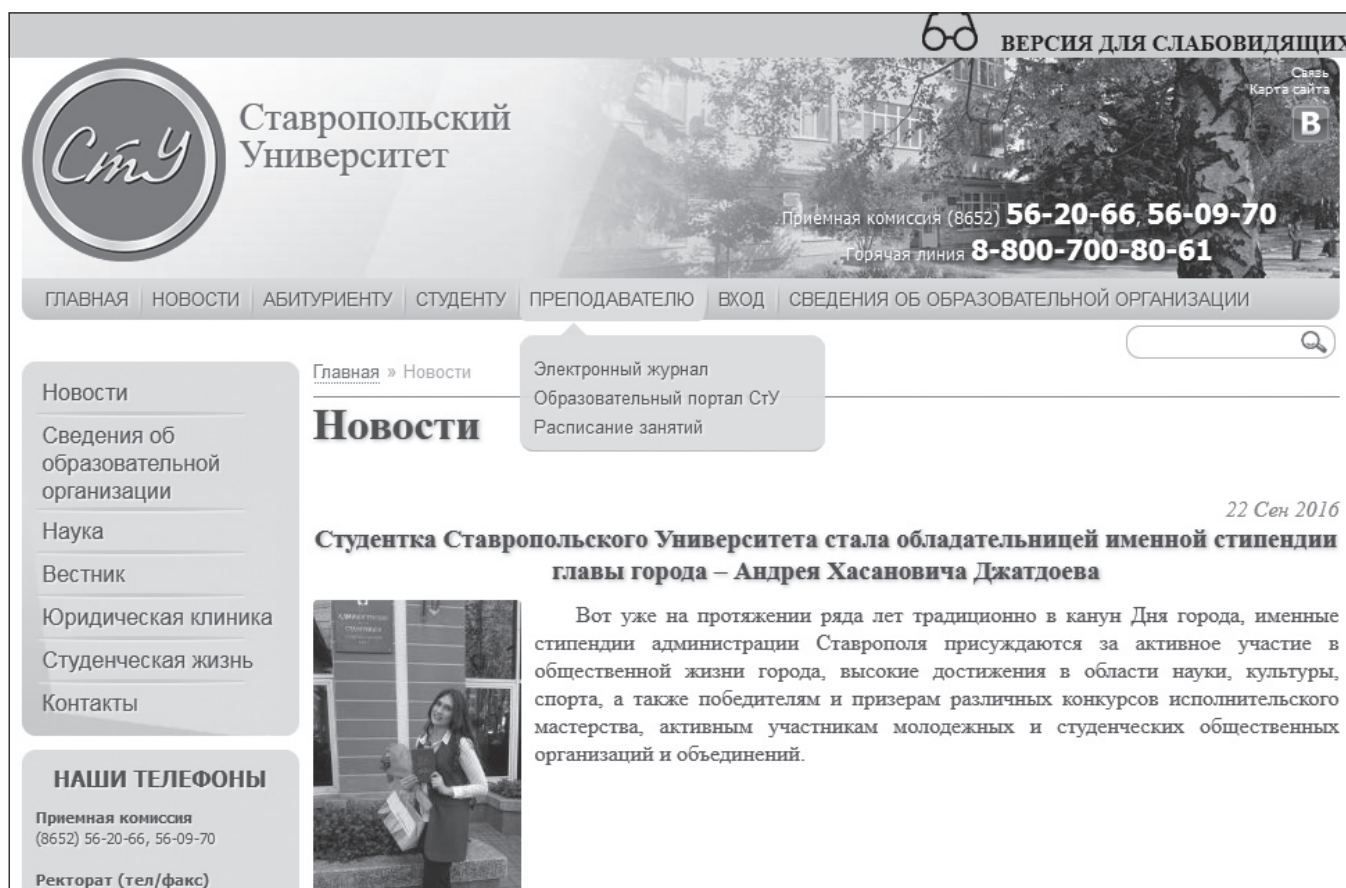 ВЕРСИЯ ДЛЯ СЛАБОВИДЯЩИХ
СтУ
Ставропольский
Университет
Связь
Карта сайта
В
Приемная комиссия (8652) 56-20-66, 56-09-70
Горячая линия 8-800-700-80-61
ГЛАВНАЯ НОВОСТИ АБИТУРИЕНТУ СТУДЕНТУ ПРЕПОДАВАТЕЛЮ ВХОД СВЕДЕНИЯ ОБ ОБРАЗОВАТЕЛЬНОЙ ОРГАНИЗАЦИИ
Электронный журнал
Образовательный портал СтУ
Расписание занятий
Новости
Сведения об
образовательной
организации
Наука
Вестник
Юридическая клиника
Студенческая жизнь
Контакты
НАШИ ТЕЛЕФОНЫ
Приемная комиссия
(8652) 56-20-66, 56-09-70
Ректорат (тел/факс)
Главная » Новости
Новости
22 Сен 2016
Студентка Ставропольского Университета стала обладательницей именной стипендии
главы города – Андрея Хасановича Джатдоева
Вот уже на протяжении ряда лет традиционно в канун Дня города, именные
стипендии администрации Ставрополя присуждаются за активное участие в
общественной жизни города, высокие достижения в области науки, культуры,
спорта, а также победителям и призерам различных конкурсов исполнительского
мастерства, активным участникам молодежных и студенческих общественных
организаций и объединений.